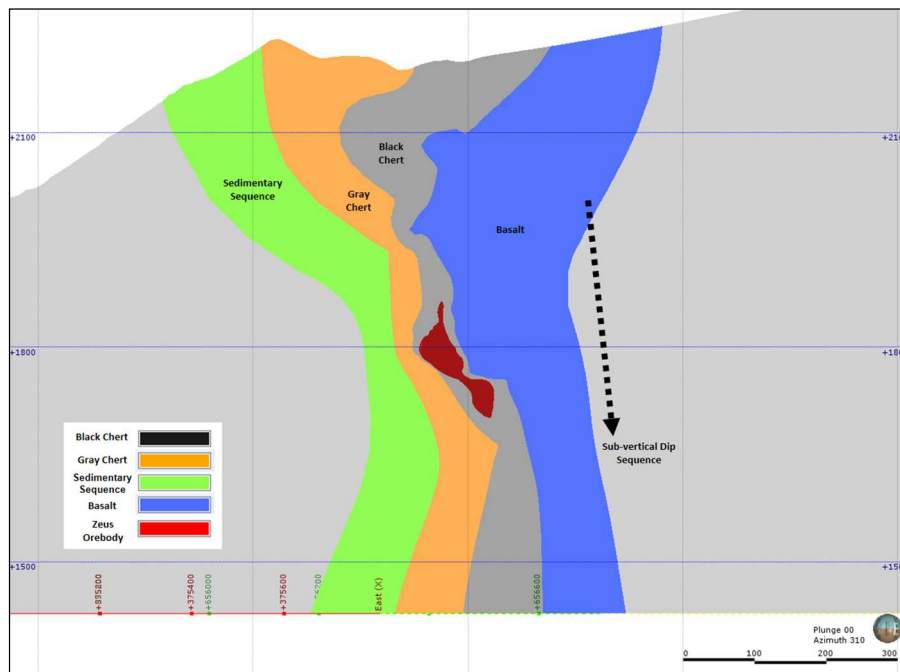 +2100
+2100
Black
Chert
Sedimentary
Sequence
Gray
Chert
Basalt
+1800
+1800
Black Chert
Gray Chert
Sedimentary
Sequence
Basalt
Zeus
Orebody
Sub-vertical Dip
Sequence
+1500
+1500
+375400
+656000
+375600
East (X)
+656600
Plunge 00
Azimuth 310
0
100
200
300